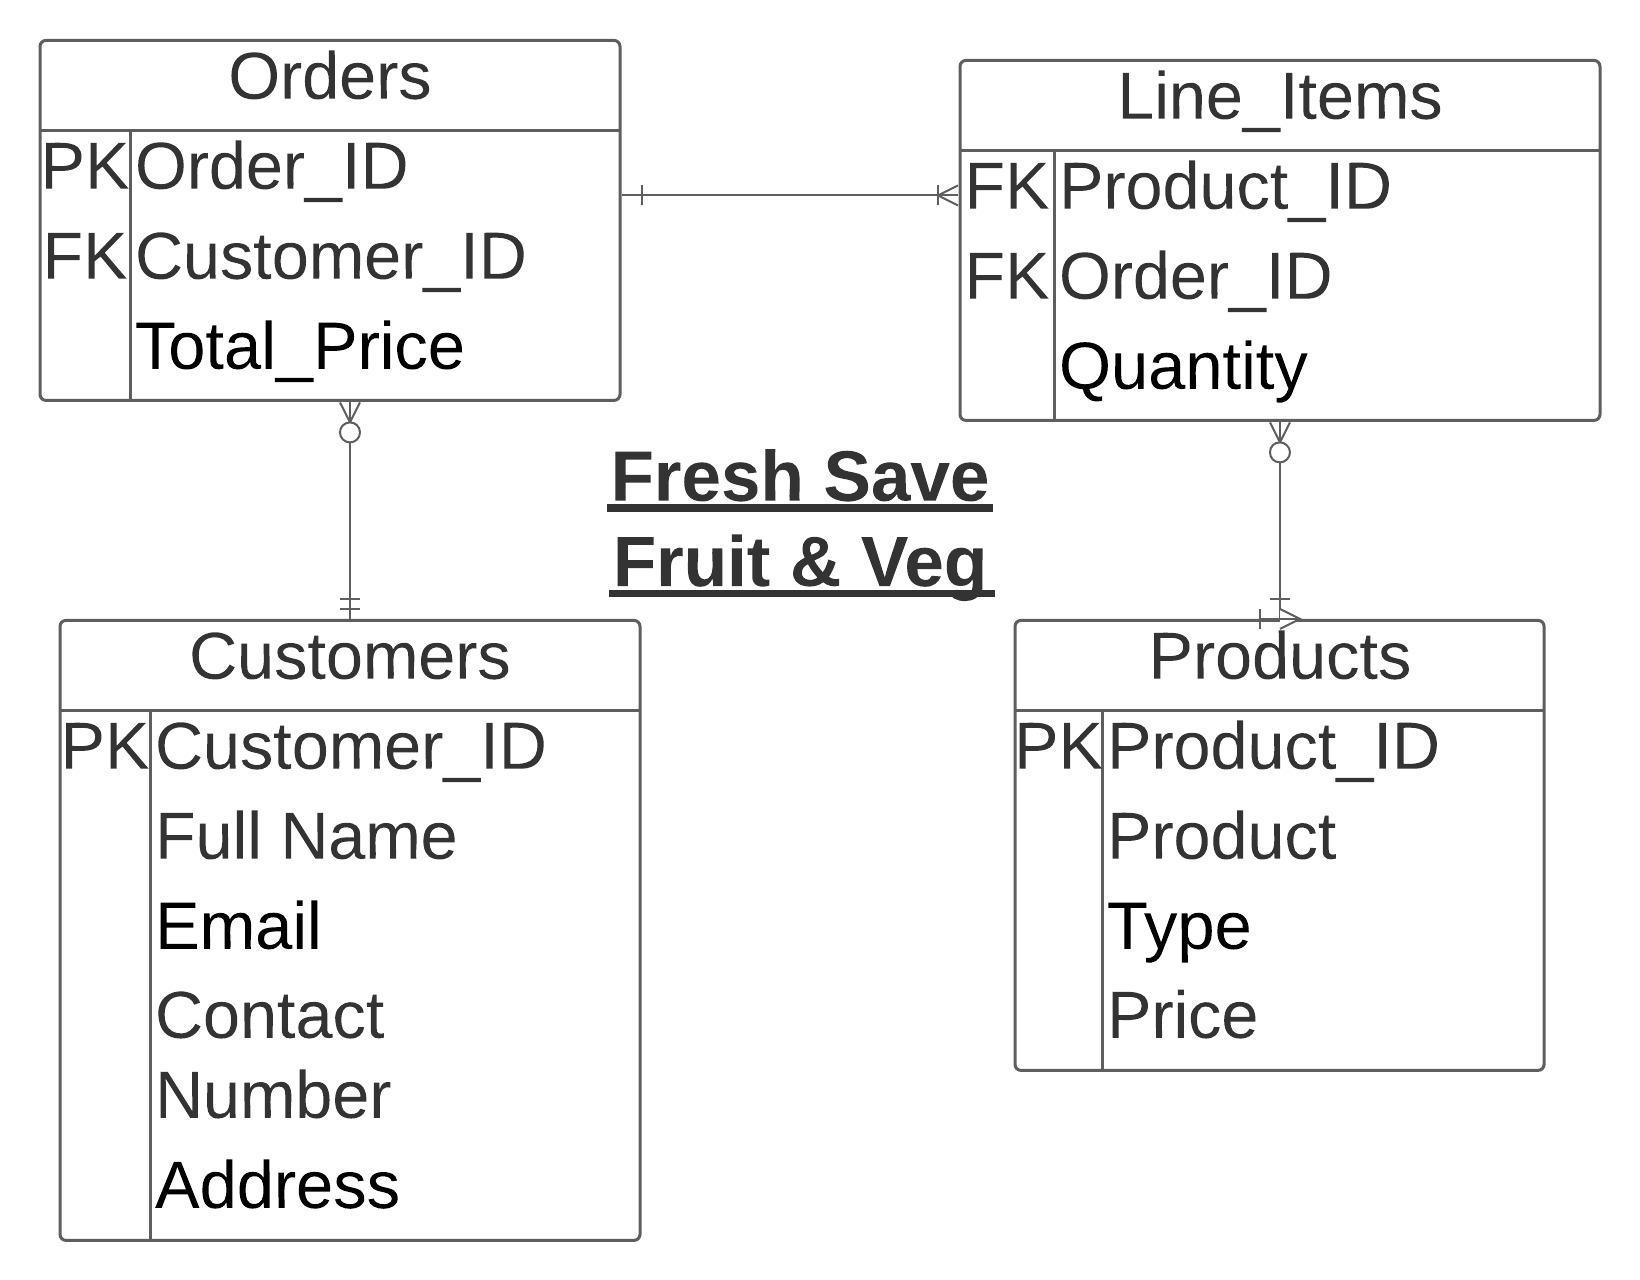 Orders
PK Order_ID
FK Customer_ID
Total_Price
Line_Items
FK Product_ID
FK Order_ID
Quantity
Fresh Save
Fruit & Veg
Customers
PK Customer_ID
Full Name
Email
Contact
Number
Address
Products
PK Product_ID
Product
Type
Price